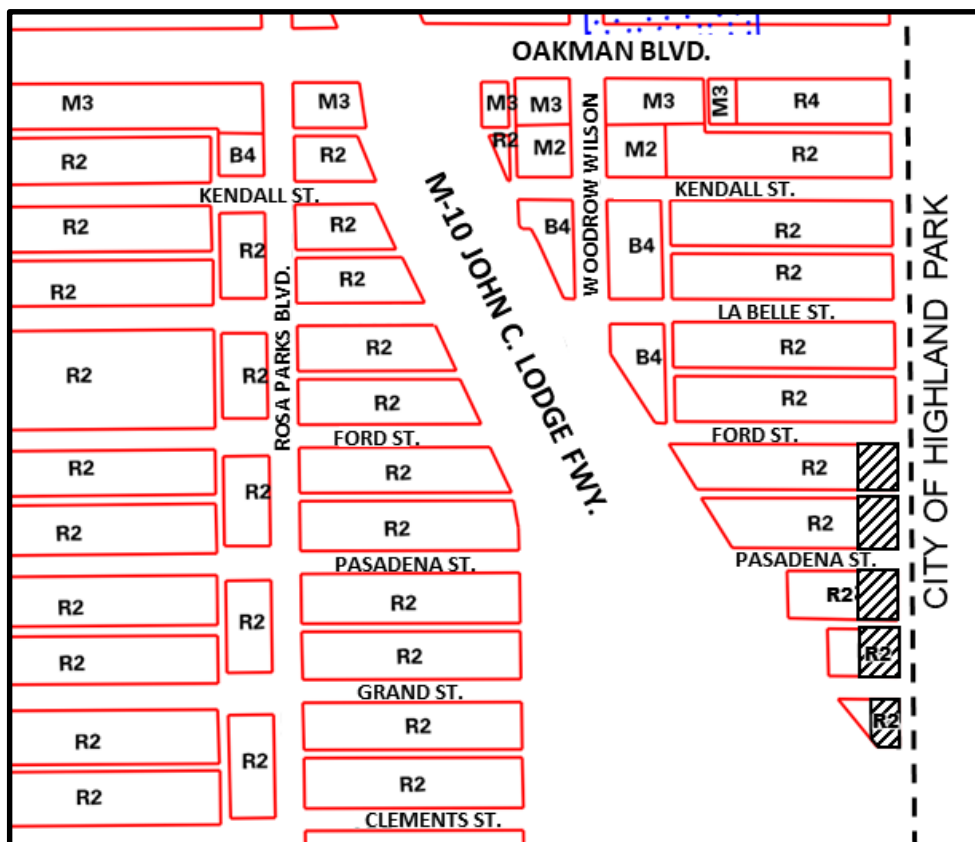 OAKMAN BLVD.
M3
M3
M3
M3
M3
M3
R4
R2
B4
R2
R2
M2
M2
R2
WOODROW WILSON
KENDALL ST.
KENDALL ST.
R2
R2
R2
B4
B4
R2
R2
R2
R2
M-10 JOHN C. LODGE FWY.
ROSA PARKS BLVD.
CITY OF HIGHLAND PARK
LA BELLE ST.
R2
R2
R2
B4
R2
R2
R2
FORD ST.
FORD ST.
R2
R2
R2
R2
R2
R2
R2
PASADENA ST.
PASADENA ST.
R2
R2
R2
R2
R2
R2
R2
GRAND ST.
R2
R2
R2
R2
R2
R2
CLEMENTS ST.